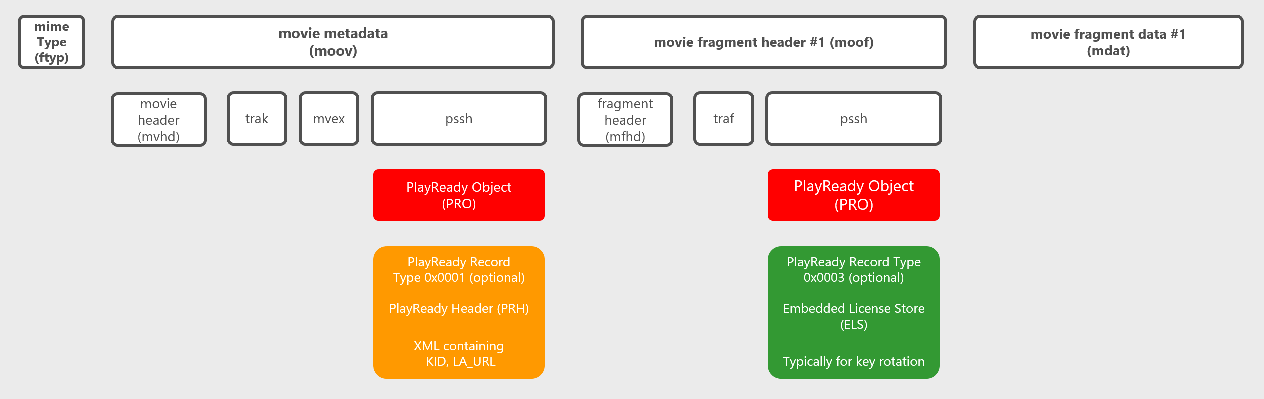 mime
Type
(ftyp)
movie metadata
(moov)
movie fragment header #1 (moof)
movie fragment data #1
(mdat)
movie
header
(mvhd)
trak
mvex
pssh
fragment
header
(mfhd)
traf
pssh
PlayReady Object
(PRO)
PlayReady Object
(PRO)
PlayReady Record
Type 0x0001 (optional)
PlayReady Header (PRH)
XML containing
KID, LA_URL
PlayReady Record Type
0x0003 (optional)
Embedded License Store
(ELS)
Typically for key rotation